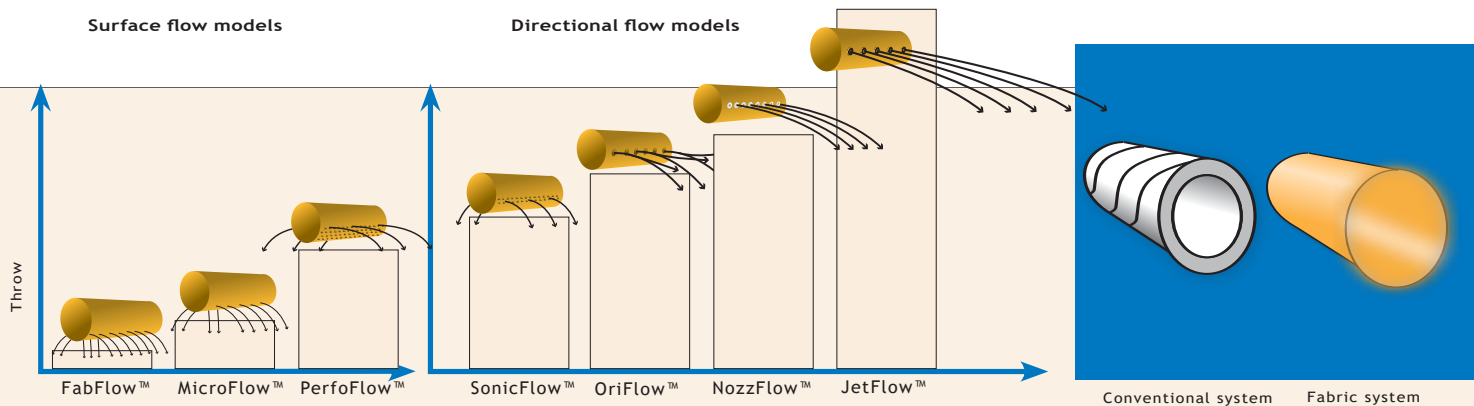 Surface flow models
Directional flow models
Throw
FabFlow™
MicroFlow™
PerfoFlow™
SonicFlow™
OriFlow™
NozzFlow™
JetFlow™
Conventional system
Fabric system